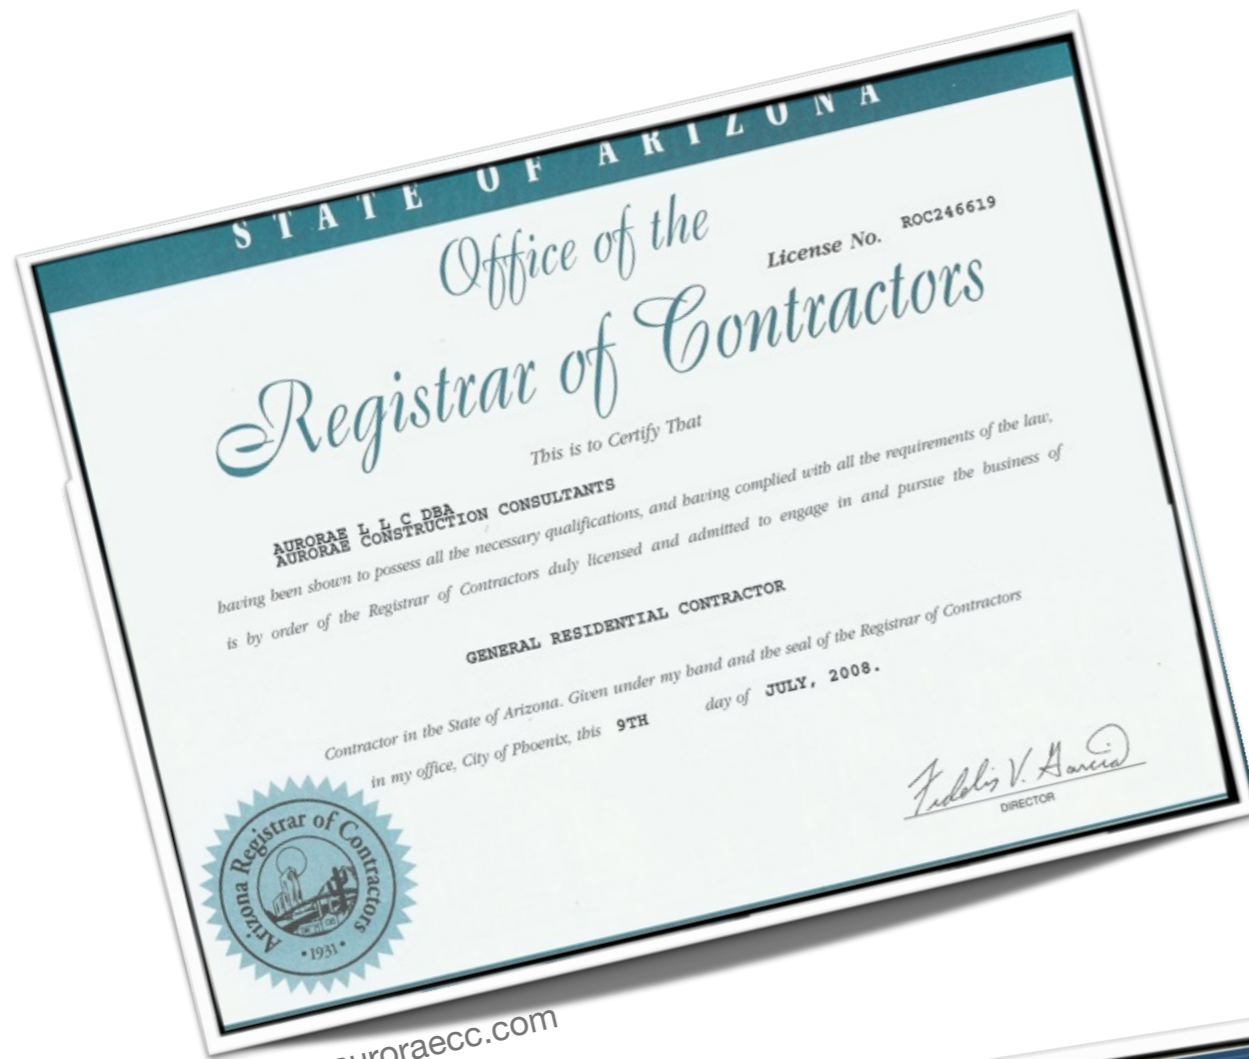 STATE OF ARIZONA
Office of the
License No. ROC246619
Registrar of Contractors
This is to Certify That
AURORAE L L C DBA
AURORAE CONSTRUCTION CONSULTANTS
having been shown to possess all the necessary qualifications, and having complied with all the requirements of the law,
is by order of the Registrar of Contractors duly licensed and admitted to engage in and pursue the business of
GENERAL RESIDENTIAL CONTRACTOR
Contractor in the State of Arizona. Given under my hand and the seal of the Registrar of Contractors
in my office, City of Phoenix, this 9TH day of JULY, 2008.
Fidelis V. Garcia
DIRECTOR
Arizona Registrar of Contractors
• 1931 •
auroraecc.com